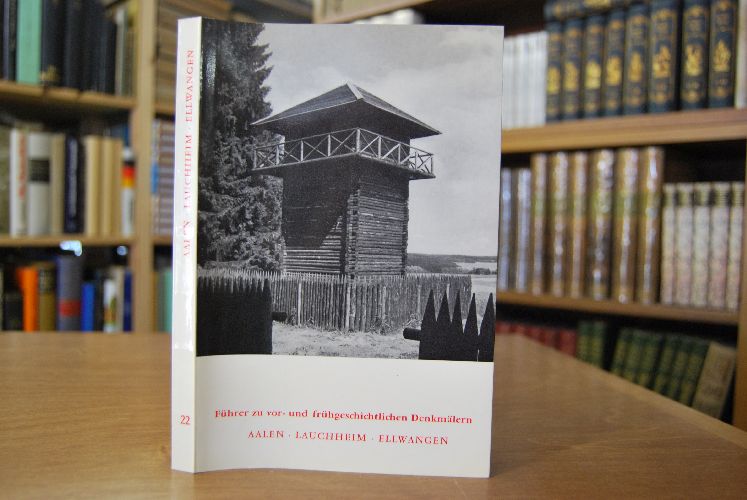 AALEN · LAUCHHEIM · ELLWANGEN
22
Führer zu vor- und frühgeschichtlichen Denkmälern
AALEN · LAUCHHEIM · ELLWANGEN